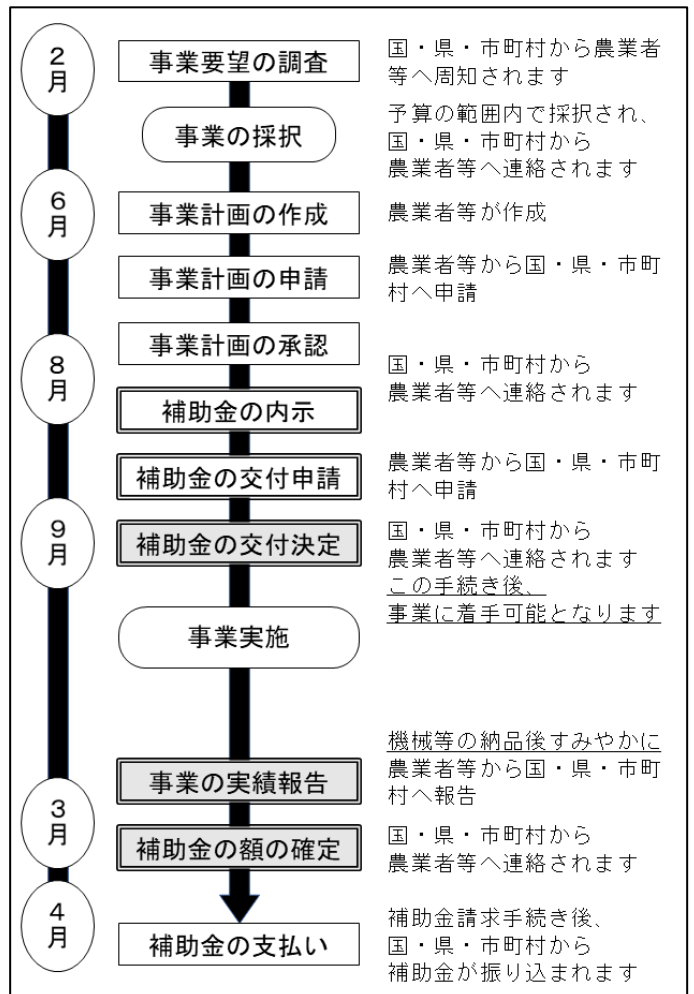 2月
事業要望の調査
国・県・市町村から農業者
等へ周知されます
事業の採択
予算の範囲内で採択され、
国・県・市町村から
農業者等へ連絡されます
6月
事業計画の作成
農業者等が作成
事業計画の申請
農業者等から国・県・市町
村へ申請
事業計画の承認
8月
国・県・市町村から
農業者等へ連絡されます
補助金の内示
補助金の交付申請
農業者等から国・県・市町
村へ申請
9月
補助金の交付決定
国・県・市町村から
農業者等へ連絡されます
この手続き後、
事業に着手可能となります
事業実施
機械等の納品後すみやかに
農業者等から国・県・市町
村へ報告
事業の実績報告
3月
補助金の額の確定
国・県・市町村から
農業者等へ連絡されます
4月
補助金の支払い
補助金請求手続き後、
国・県・市町村から
補助金が振り込まれます